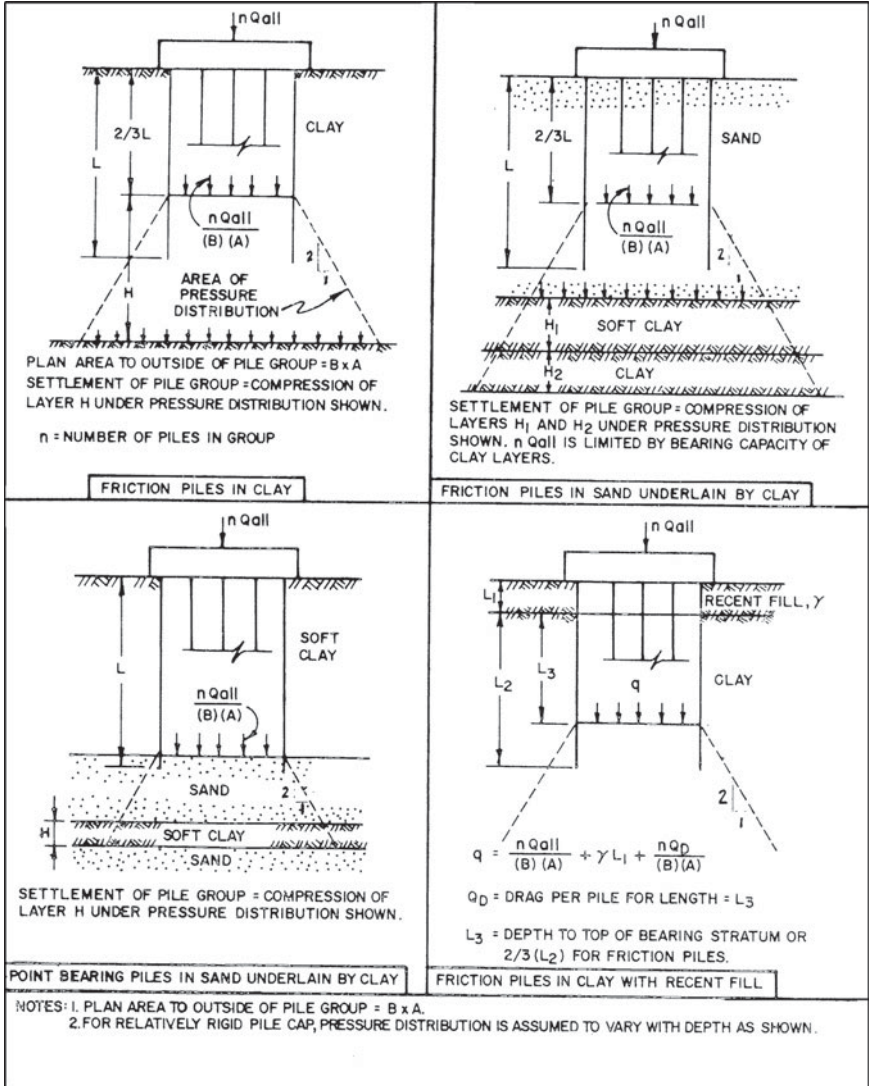 nQall
CLAY
2/3L
L
nQall
(B)(A)
2
1
AREA OF
PRESSURE
DISTRIBUTION
H
PLAN AREA TO OUTSIDE OF PILE GROUP = B x A
SETTLEMENT OF PILE GROUP = COMPRESSION OF
LAYER H UNDER PRESSURE DISTRIBUTION SHOWN.
n = NUMBER OF PILES IN GROUP
FRICTION PILES IN CLAY
nQall
2/3L
SAND
L
nQall
(B)(A)
2
1
H1
SOFT CLAY
H2
CLAY
SETTLEMENT OF PILE GROUP = COMPRESSION OF
LAYERS H1 AND H2 UNDER PRESSURE DISTRIBUTION
SHOWN. n Qall IS LIMITED BY BEARING CAPACITY OF
CLAY LAYERS.
FRICTION PILES IN SAND UNDERLAIN BY CLAY
n Qall
SOFT
CLAY
L
nQall
(B)(A)
SAND
2
1
H
SOFT CLAY
SAND
SETTLEMENT OF PILE GROUP = COMPRESSION OF
LAYER H UNDER PRESSURE DISTRIBUTION SHOWN.
POINT BEARING PILES IN SAND UNDERLAIN BY CLAY
nQall
L1
RECENT FILL, γ
L2
L3
CLAY
q
2
1
q = nQall/(B)(A) + γL1 + nQD/(B)(A)
QD = DRAG PER PILE FOR LENGTH = L3
L3 = DEPTH TO TOP OF BEARING STRATUM OR
2/3 (L2) FOR FRICTION PILES.
FRICTION PILES IN CLAY WITH RECENT FILL
NOTES: 1. PLAN AREA TO OUTSIDE OF PILE GROUP = B x A.
2. FOR RELATIVELY RIGID PILE CAP, PRESSURE DISTRIBUTION IS ASSUMED TO VARY WITH DEPTH AS SHOWN.